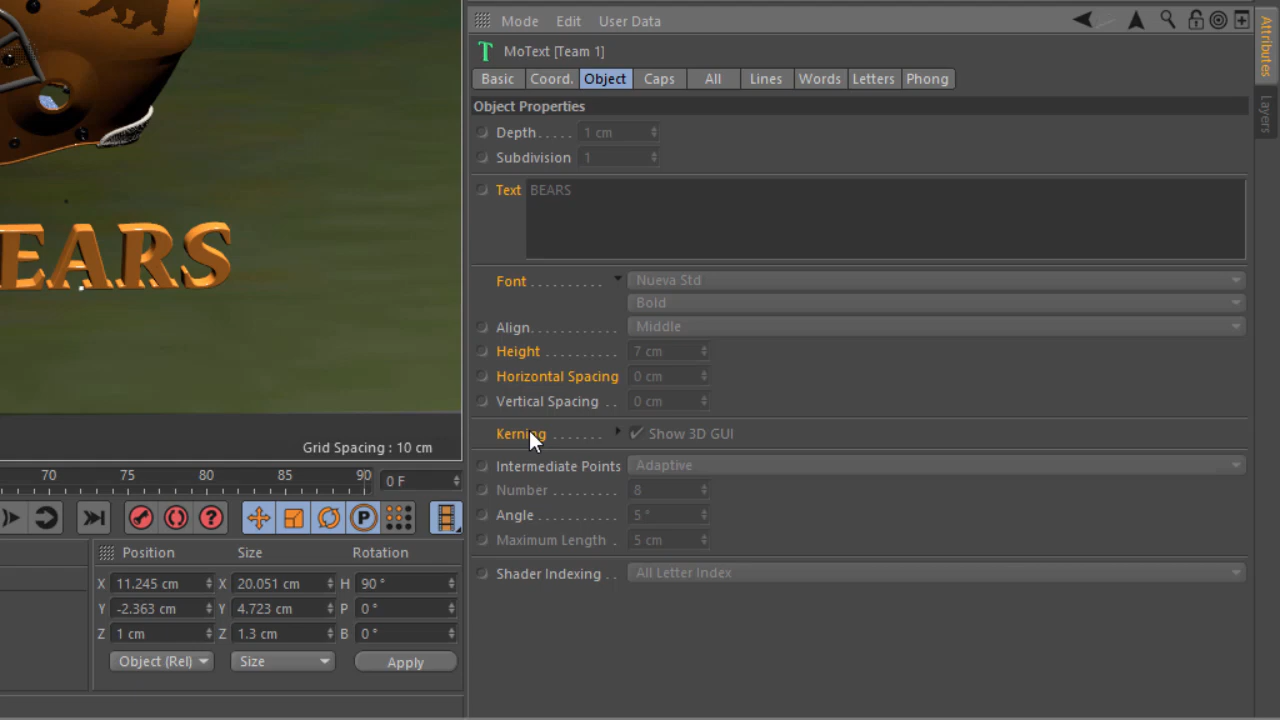 Mode Edit User Data
MoText [Team 1]
Basic Coord. Object Caps All Lines Words Letters Phong
Object Properties
Depth..... 1 cm
Subdivision 1
Text BEARS
Font.......... Nueva Std
Bold
Align............ Middle
Height.......... 7 cm
Horizontal Spacing 0 cm
Vertical Spacing .. 0 cm
Kerning....... Show 3D GUI
Intermediate Points Adaptive
Number......... 8
Angle........... 5 °
Maximum Length . 5 cm
Shader Indexing... All Letter Index
Attributes
Layers
EARS
Grid Spacing : 10 cm
70 75 80 85 90 0 F
P
Position Size Rotation
X 11.245 cm X 20.051 cm H 90 °
Y -2.363 cm Y 4.723 cm P 0 °
Z 1 cm Z 1.3 cm B 0 °
Object (Rel) Size Apply